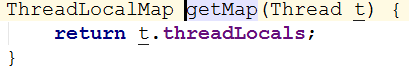 ThreadLocalMap getMap(Thread t) {
    return t.threadLocals;
}